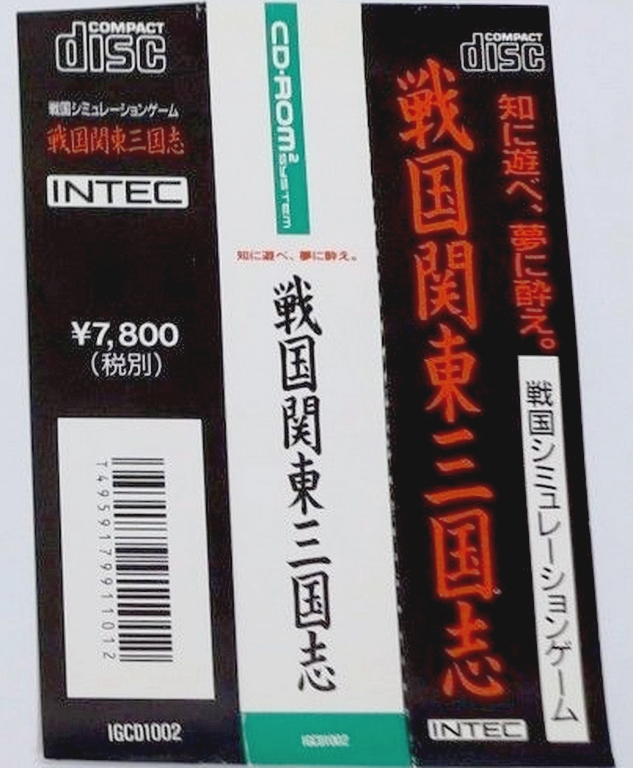 COMPACT
disc
戦国シミュレーションゲーム
戦国関東三国志
INTEC
¥7,800
(税別)
T4959179911012
IGCD1002
CD-ROM² SYSTEM
知に遊べ、夢に酔え。
戦国関東三国志
IGCD1002
COMPACT
disc
知に遊べ、夢に酔え。
戦国関東三国志
戦国シミュレーションゲーム
INTEC